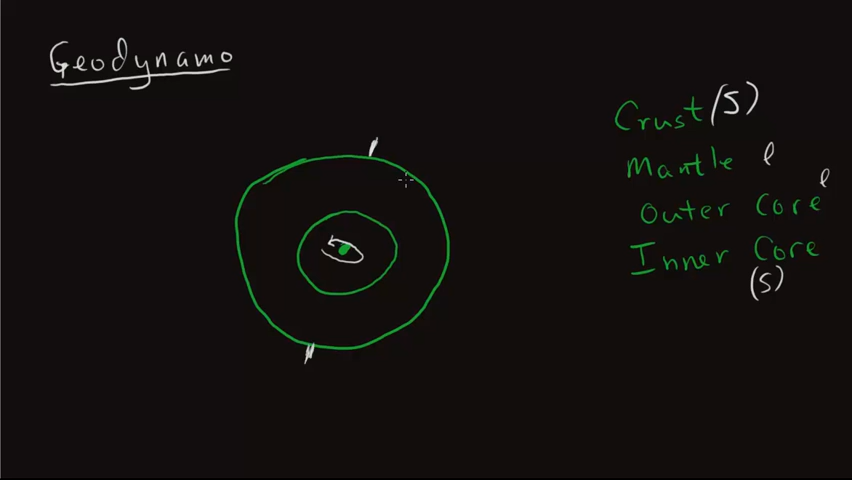 Geodynamo
Crust (S)
Mantle l
Outer Core l
Inner Core
(S)